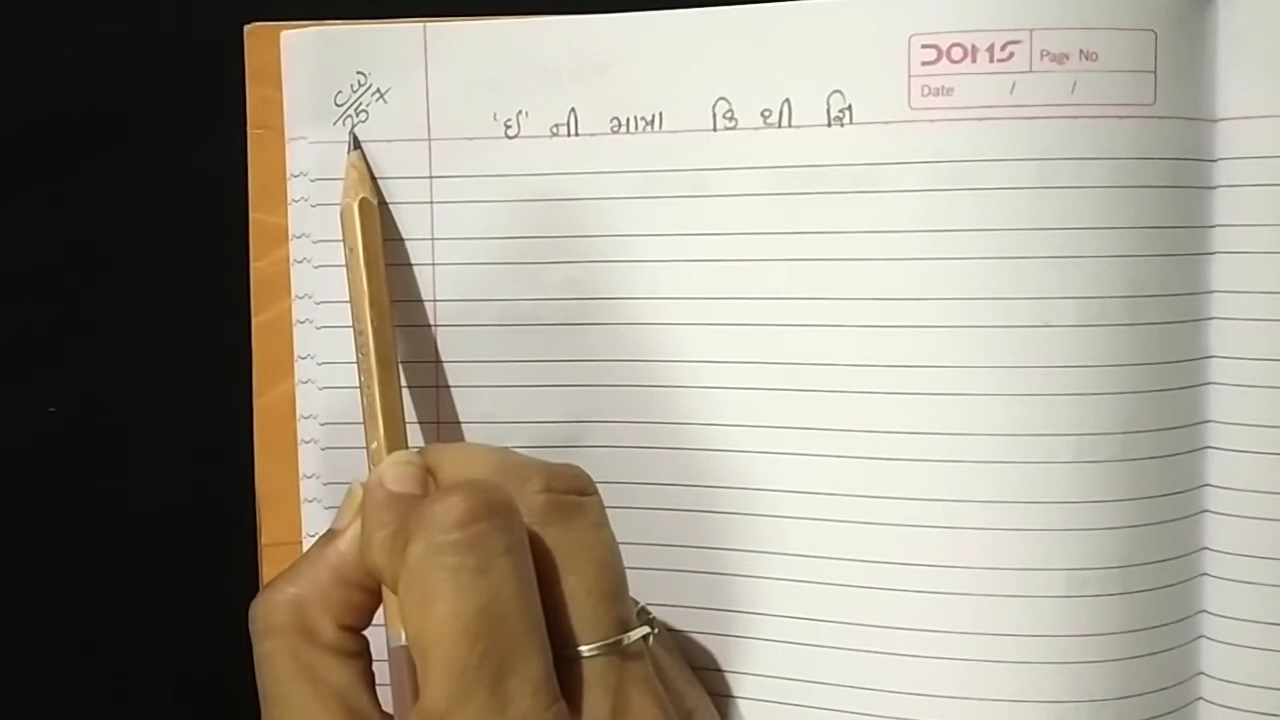 C.W.
25-7
'ઈ' ની માત્રા કિ થી જ્ઞિ
DOMS
Page No
Date / /